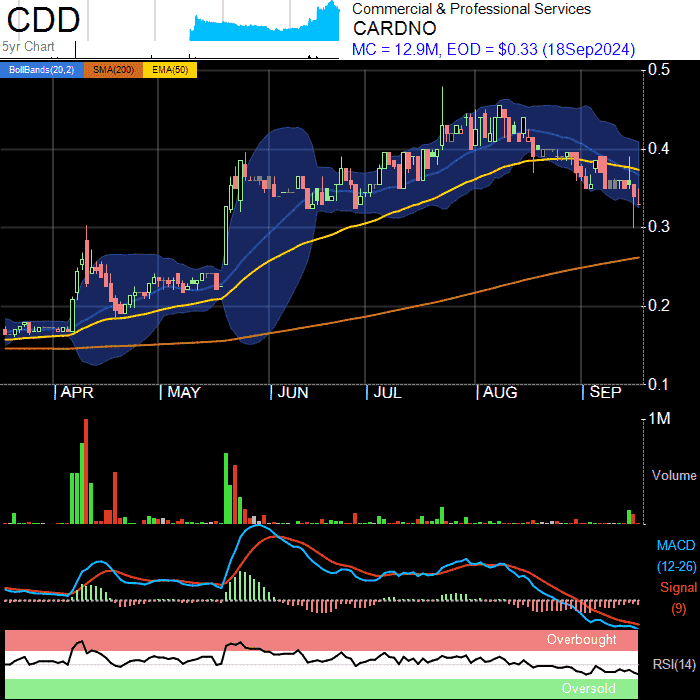 CDD
5yr Chart
Commercial & Professional Services
CARDNO
MC = 12.9M, EOD = $0.33 (18Sep2024)
BollBands(20,2) SMA(200) EMA(50)
0.5
0.4
0.3
0.2
0.1
APR MAY JUN JUL AUG SEP
1M
Volume
MACD
(12-26)
Signal
(9)
Overbought
RSI(14)
Oversold